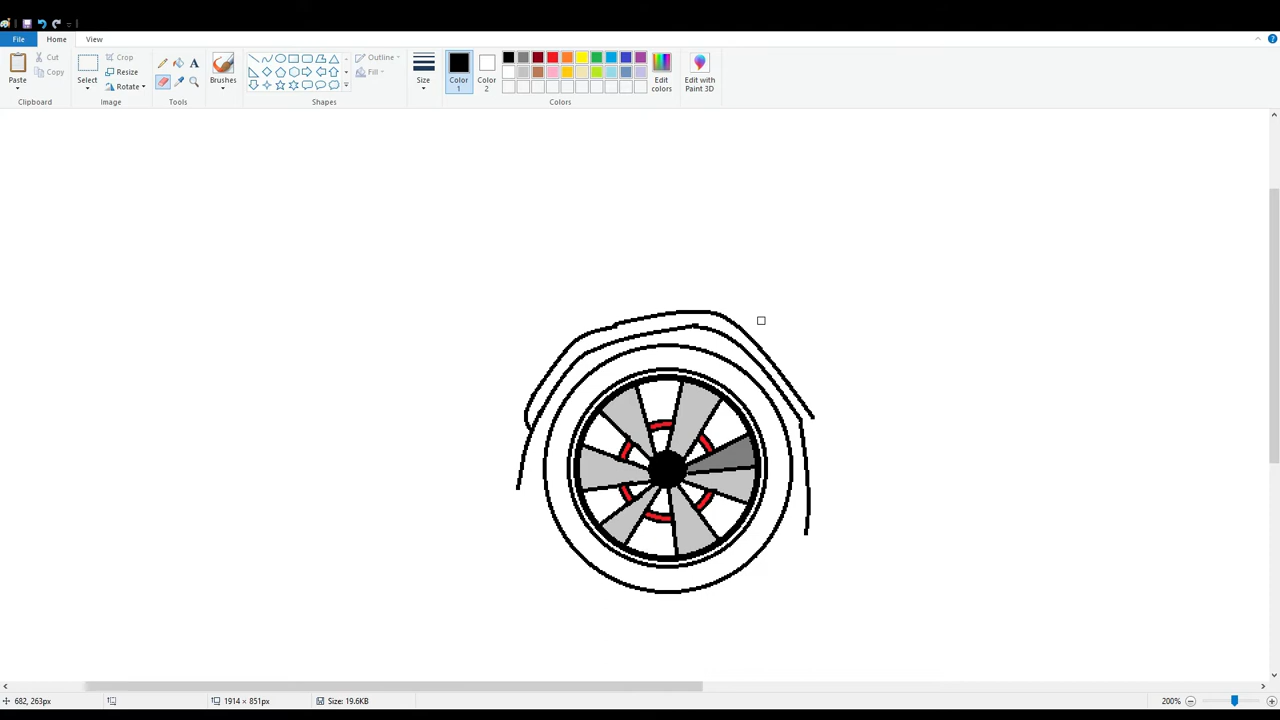 File Home View
Cut Crop Outline
Copy Resize Fill
Paste Select Rotate A Brushes Size Color 1 Color 2 Edit colors Edit with Paint 3D
Clipboard Image Tools Shapes Colors
682, 263px 1914 × 851px Size: 19.6KB 200%